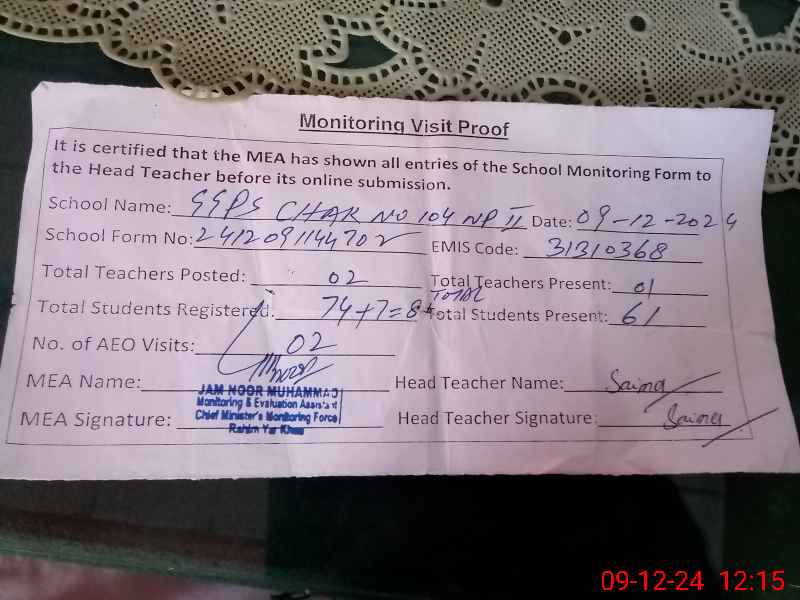 Monitoring Visit Proof
It is certified that the MEA has shown all entries of the School Monitoring Form to
the Head Teacher before its online submission.
School Name: GGPS CHAK NO 104 NP II Date: 09-12-2024
School Form No: 2412091144702 EMIS Code: 31310368
Total Teachers Posted: 02 Total Teachers Present: 01
TOTAL
Total Students Registered: 74+7=8 Total Students Present: 61
No. of AEO Visits: 02
MEA Name: Head Teacher Name: Saima
JAM NOOR MUHAMMAD
Monitoring & Evaluation Assistant
MEA Signature: Head Teacher Signature: Saima
Chief Minister's Monitoring Force
Rahim Yar Khan
09-12-24 12:15